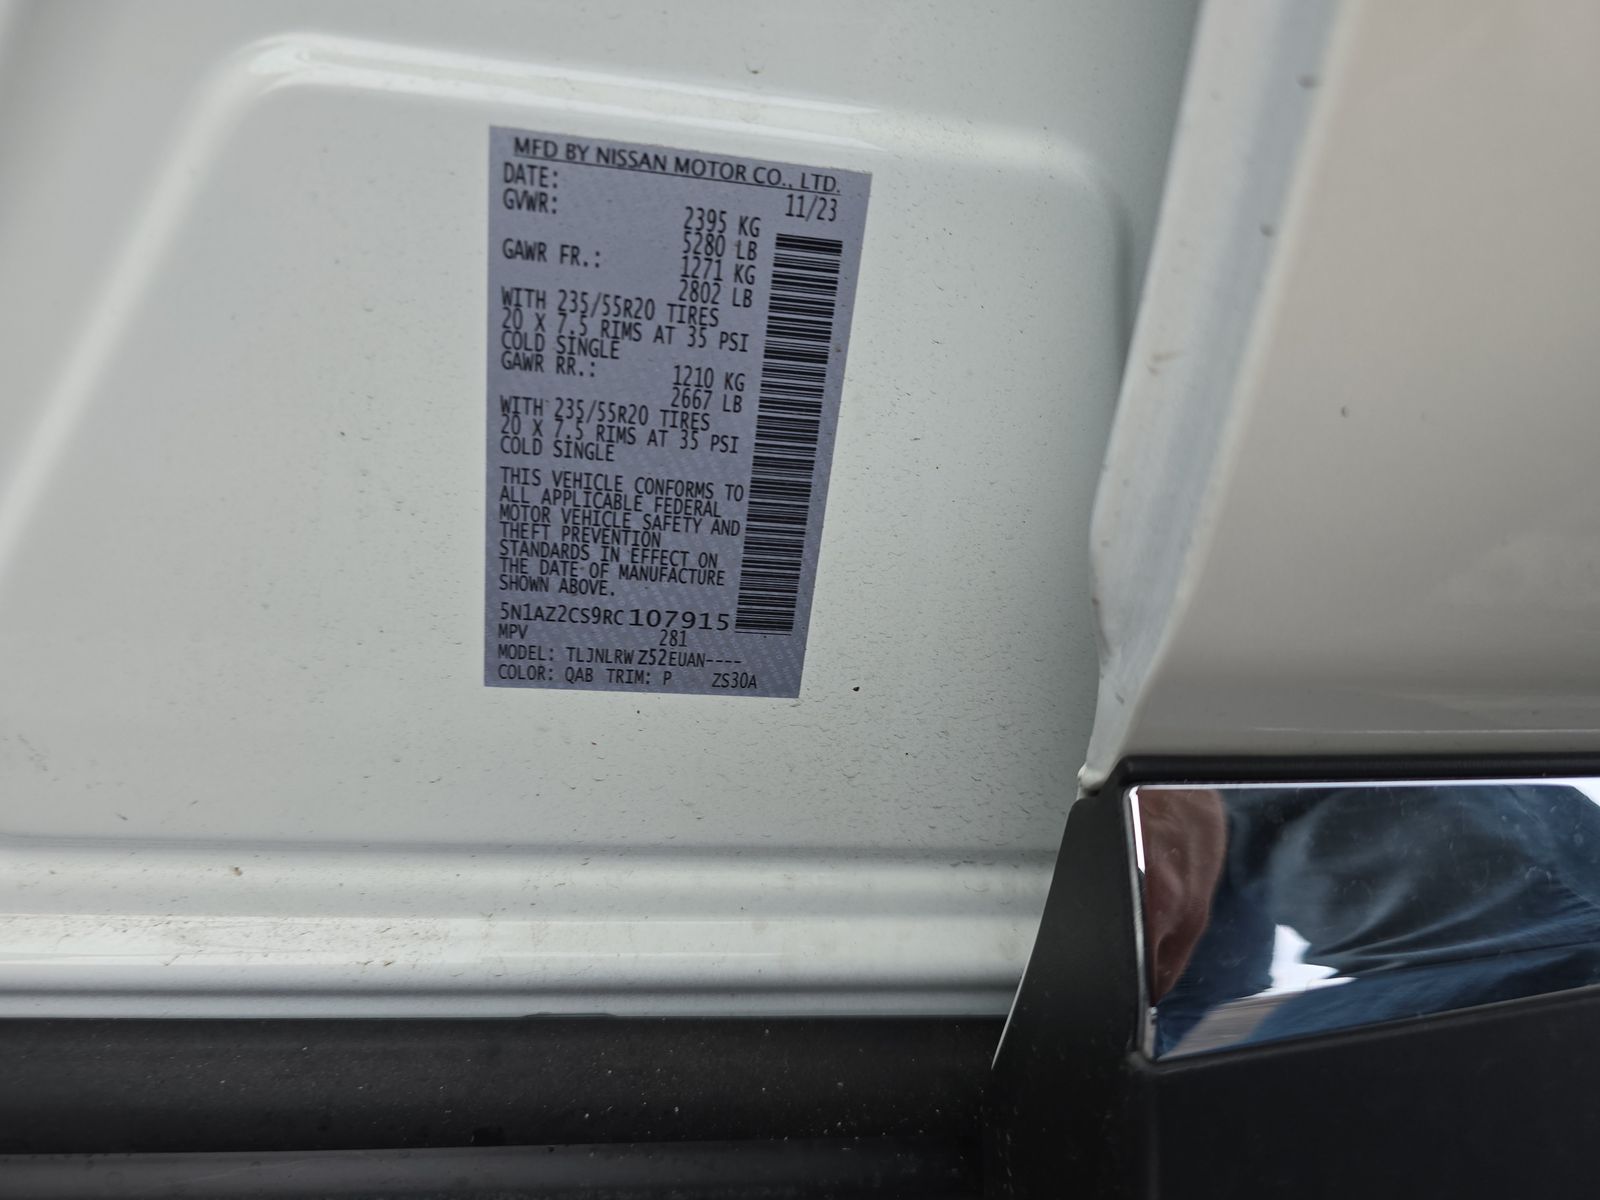 MFD BY NISSAN MOTOR CO., LTD.
DATE: 11/23
GVWR: 2395 KG
5280 LB
GAWR FR.: 1271 KG
2802 LB
WITH 235/55R20 TIRES
20 X 7.5 RIMS AT 35 PSI
COLD SINGLE
GAWR RR.: 1210 KG
2667 LB
WITH 235/55R20 TIRES
20 X 7.5 RIMS AT 35 PSI
COLD SINGLE
THIS VEHICLE CONFORMS TO
ALL APPLICABLE FEDERAL
MOTOR VEHICLE SAFETY AND
THEFT PREVENTION
STANDARDS IN EFFECT ON
THE DATE OF MANUFACTURE
SHOWN ABOVE.
5N1AZ2CS9RC107915
MPV 281
MODEL: TLJNLRW Z52EUAN----
COLOR: QAB TRIM: P ZS30A